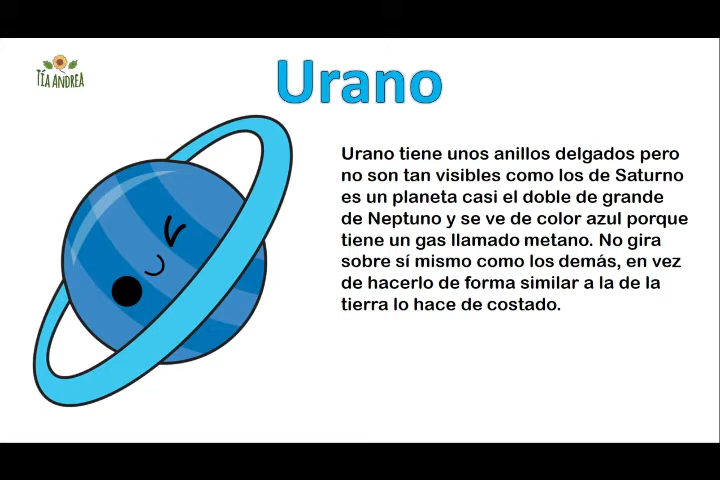 TÍA ANDREA
Urano
Urano tiene unos anillos delgados pero
no son tan visibles como los de Saturno
es un planeta casi el doble de grande
de Neptuno y se ve de color azul porque
tiene un gas llamado metano. No gira
sobre sí mismo como los demás, en vez
de hacerlo de forma similar a la de la
tierra lo hace de costado.